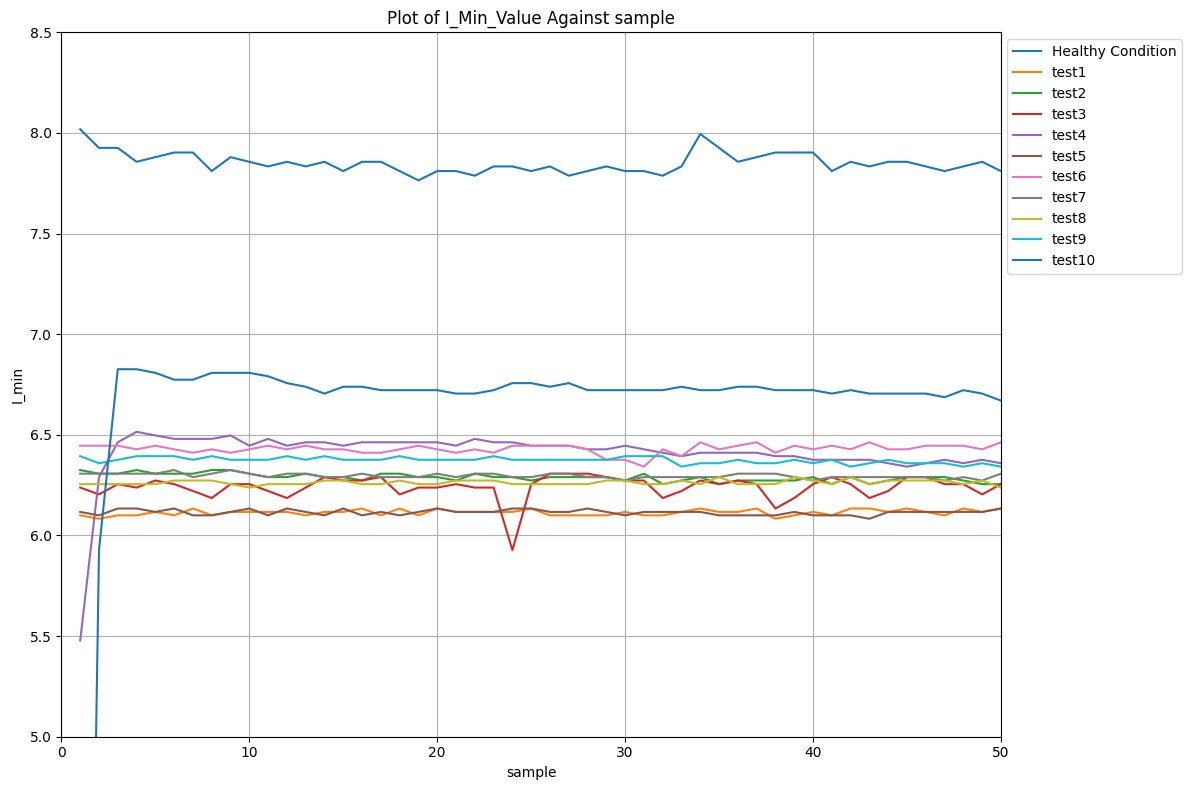 Plot of I_Min_Value Against sample
8.5
8.0
7.5
7.0
6.5
6.0
5.5
5.0
I_min
0 10 20 30 40 50
sample
Healthy Condition
test1
test2
test3
test4
test5
test6
test7
test8
test9
test10